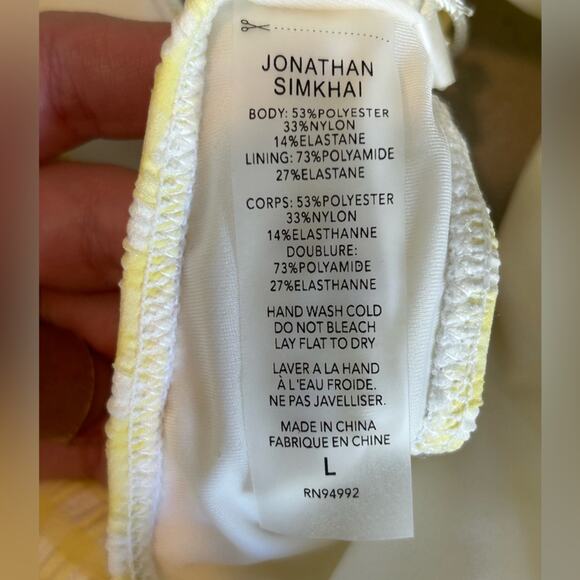 JONATHAN
SIMKHAI
BODY: 53%POLYESTER
33%NYLON
14%ELASTANE
LINING: 73%POLYAMIDE
27%ELASTANE
CORPS: 53%POLYESTER
33%NYLON
14%ELASTHANNE
DOUBLURE:
73%POLYAMIDE
27%ELASTHANNE
HAND WASH COLD
DO NOT BLEACH
LAY FLAT TO DRY
LAVER A LA HAND
À L'EAU FROIDE.
NE PAS JAVELLISER.
MADE IN CHINA
FABRIQUE EN CHINE
L
RN94992